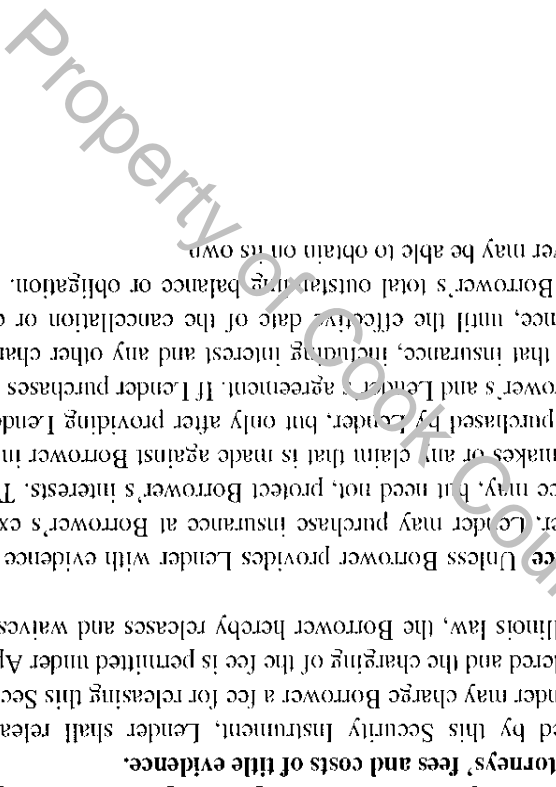 torneys' fees and costs of title evidence.
ed by this Security Instrument, Lender shall relea
nder may charge Borrower a fee for releasing this Sec
dered and the charging of the fee is permitted under Ap
llinois law, the Borrower hereby releases and waives
ce Unless Borrower provides Lender with evidence
er, Lender may purchase insurance at Borrower's ex
ce may, but need not, protect Borrower's interests. T
makes or any claim that is made against Borrower in
purchased by Lender, but only after providing Lende
rower's and Lender's agreement. If Lender purchases
that insurance, including interest and any other char
nce, until the effective date of the cancellation or e
Borrower's total outstanding balance or obligation.
ver may be able to obtain on its own
Property of Cook Cou